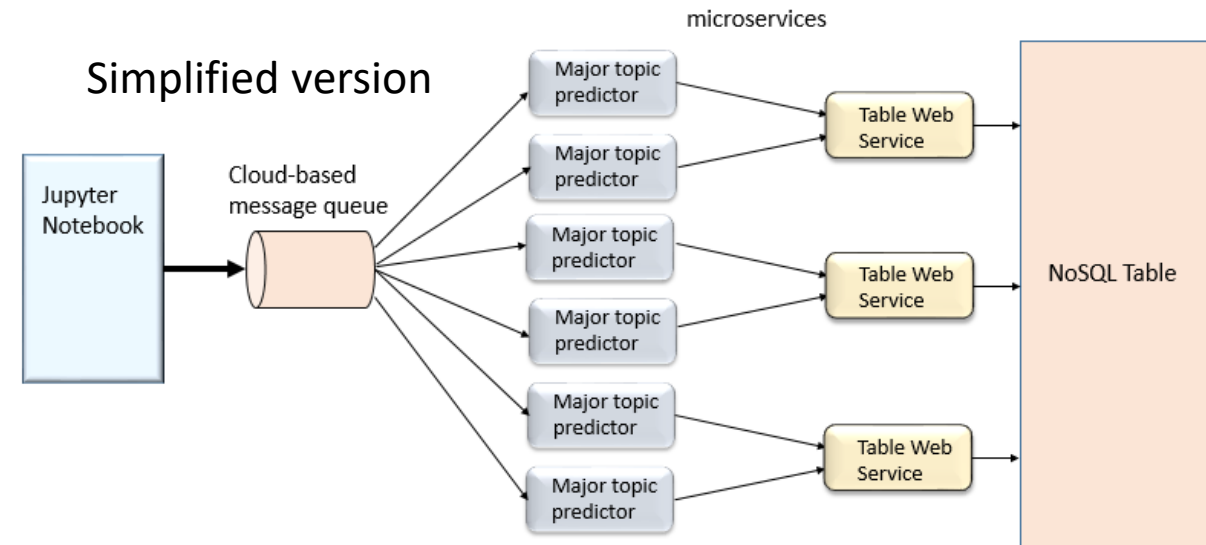 microservices
Simplified version
Jupyter
Notebook
Cloud-based
message queue
Major topic
predictor
Major topic
predictor
Major topic
predictor
Major topic
predictor
Major topic
predictor
Major topic
predictor
Table Web
Service
Table Web
Service
Table Web
Service
NoSQL Table